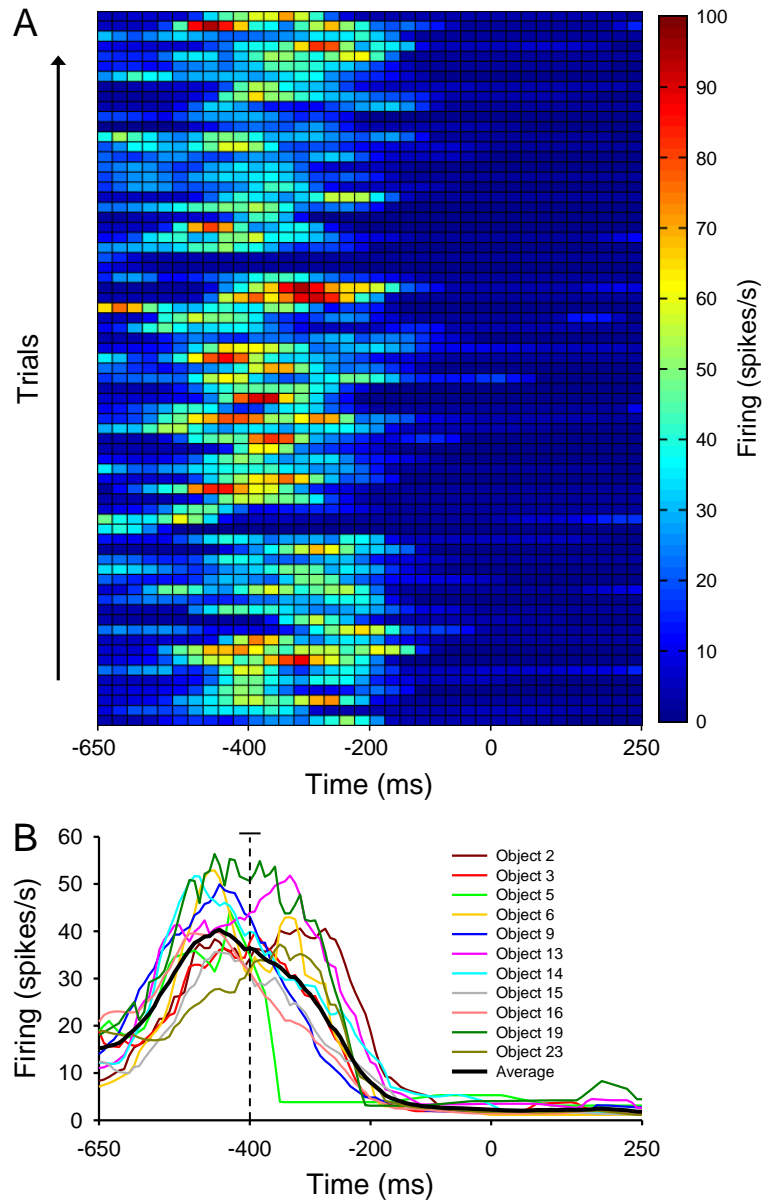 A
Trials
-650
-400
-200
0
250
Time (ms)
100
90
80
70
60
50
40
30
20
10
0
Firing (spikes/s)
B
Firing (spikes/s)
60
50
40
30
20
10
0
-650
-400
-200
0
250
Time (ms)
Object 2
Object 3
Object 5
Object 6
Object 9
Object 13
Object 14
Object 15
Object 16
Object 19
Object 23
Average